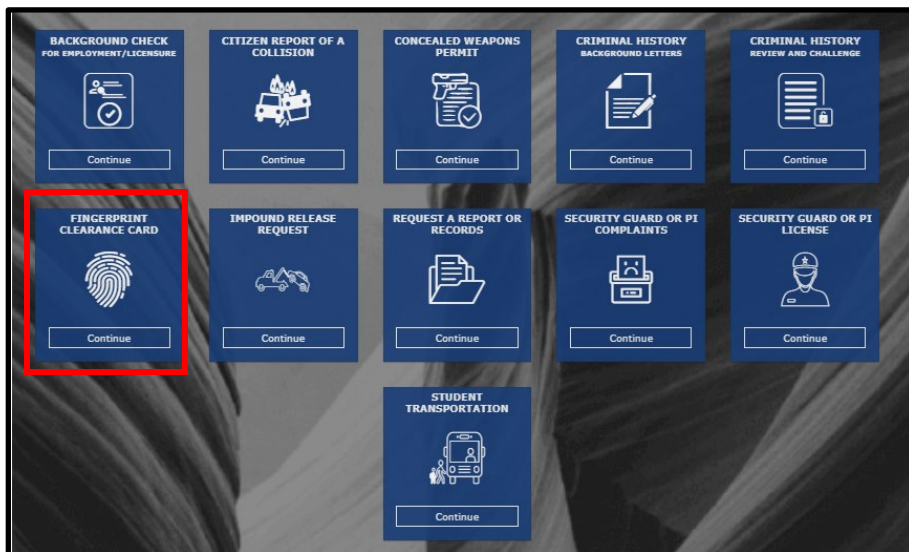 BACKGROUND CHECK
FOR EMPLOYMENT/LICENSURE
Continue
CITIZEN REPORT OF A
COLLISION
Continue
CONCEALED WEAPONS
PERMIT
Continue
CRIMINAL HISTORY
BACKGROUND LETTERS
Continue
CRIMINAL HISTORY
REVIEW AND CHALLENGE
Continue
FINGERPRINT
CLEARANCE CARD
Continue
IMPOUND RELEASE
REQUEST
Continue
REQUEST A REPORT OR
RECORDS
Continue
SECURITY GUARD OR PI
COMPLAINTS
Continue
SECURITY GUARD OR PI
LICENSE
Continue
STUDENT
TRANSPORTATION
Continue